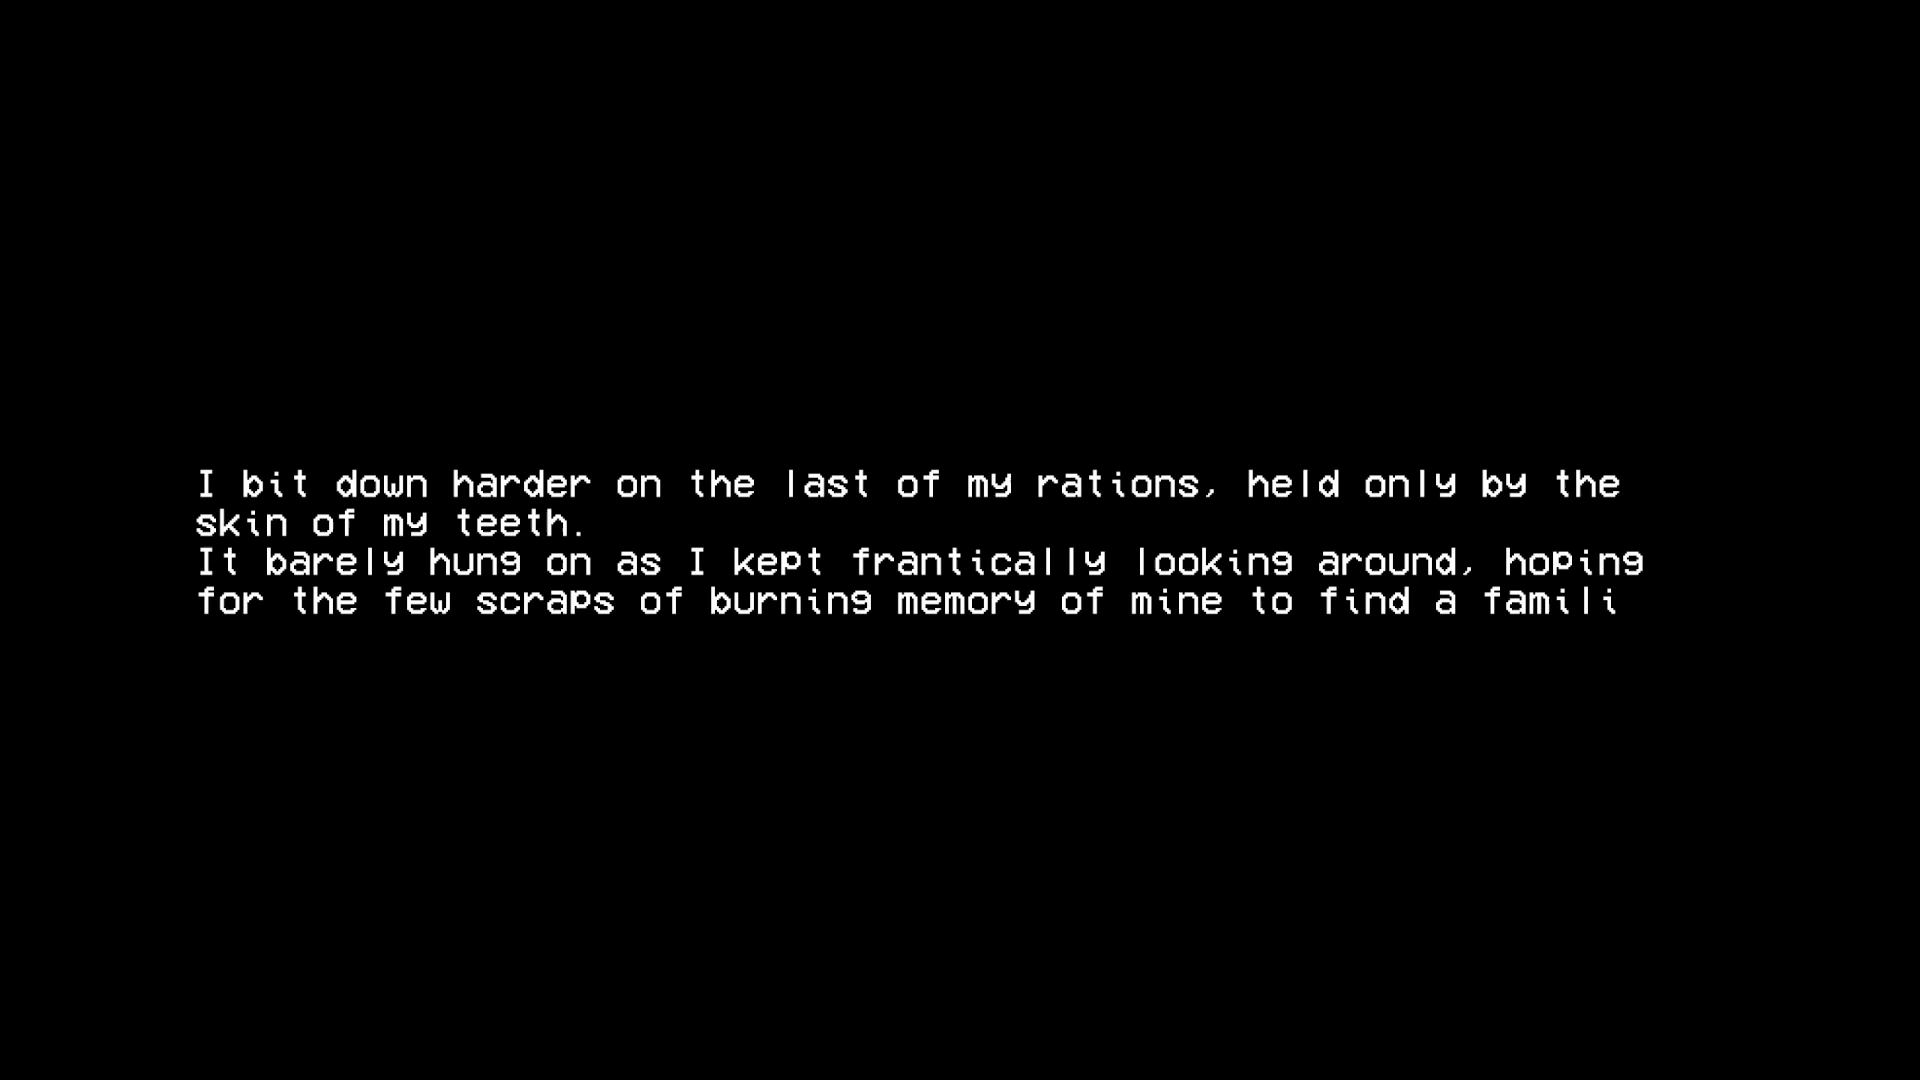 I bit down harder on the last of my rations, held only by the
skin of my teeth.
It barely hung on as I kept frantically looking around, hoping
for the few scraps of burning memory of mine to find a famili